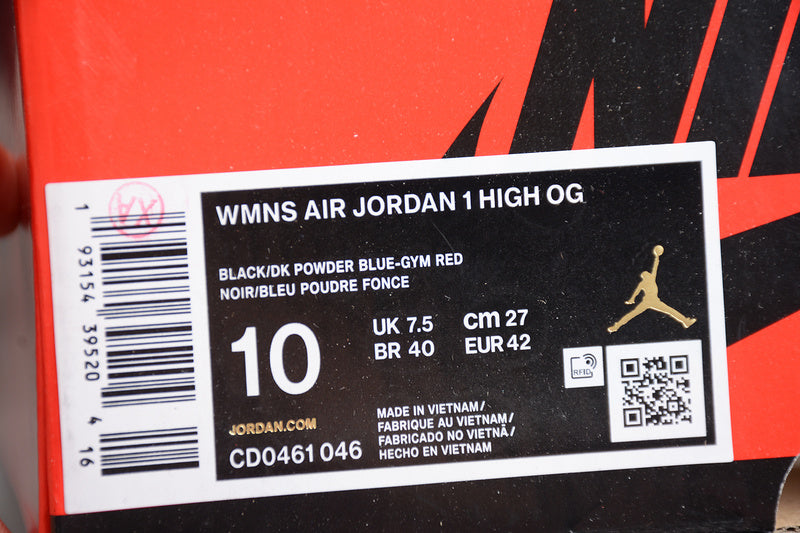 WMNS AIR JORDAN 1 HIGH OG
BLACK/DK POWDER BLUE-GYM RED
NOIR/BLEU POUDRE FONCE
10
UK 7.5 cm 27
BR 40 EUR 42
RFID
JORDAN.COM
CD0461 046
MADE IN VIETNAM/
FABRIQUE AU VIETNAM/
FABRICADO NO VIETNÃ/
HECHO EN VIETNAM
XA
1 93154 39520 4 16